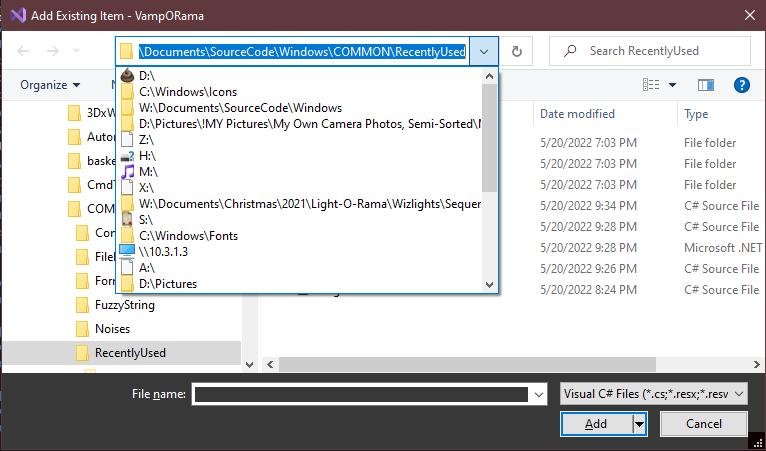 Add Existing Item - VampORama
\Documents\SourceCode\Windows\COMMON\RecentlyUsed
Search RecentlyUsed
Organize
D:\
C:\Windows\Icons
W:\Documents\SourceCode\Windows
D:\Pictures\!MY Pictures\My Own Camera Photos, Semi-Sorted\
Z:\
H:\
M:\
X:\
W:\Documents\Christmas\2021\Light-O-Rama\Wizlights\Sequen
S:\
C:\Windows\Fonts
\\10.3.1.3
A:\
D:\Pictures
3DxW
Autor
baske
CmdT
COM
Con
FileH
Forr
FuzzyString
Noises
RecentlyUsed
Date modified Type
5/20/2022 7:03 PM File folder
5/20/2022 7:03 PM File folder
5/20/2022 7:03 PM File folder
5/20/2022 9:34 PM C# Source File
5/20/2022 9:28 PM C# Source File
5/20/2022 9:28 PM Microsoft .NET
5/20/2022 9:26 PM C# Source File
5/20/2022 8:24 PM C# Source File
File name:
Visual C# Files (*.cs;*.resx;*.resw
Add
Cancel